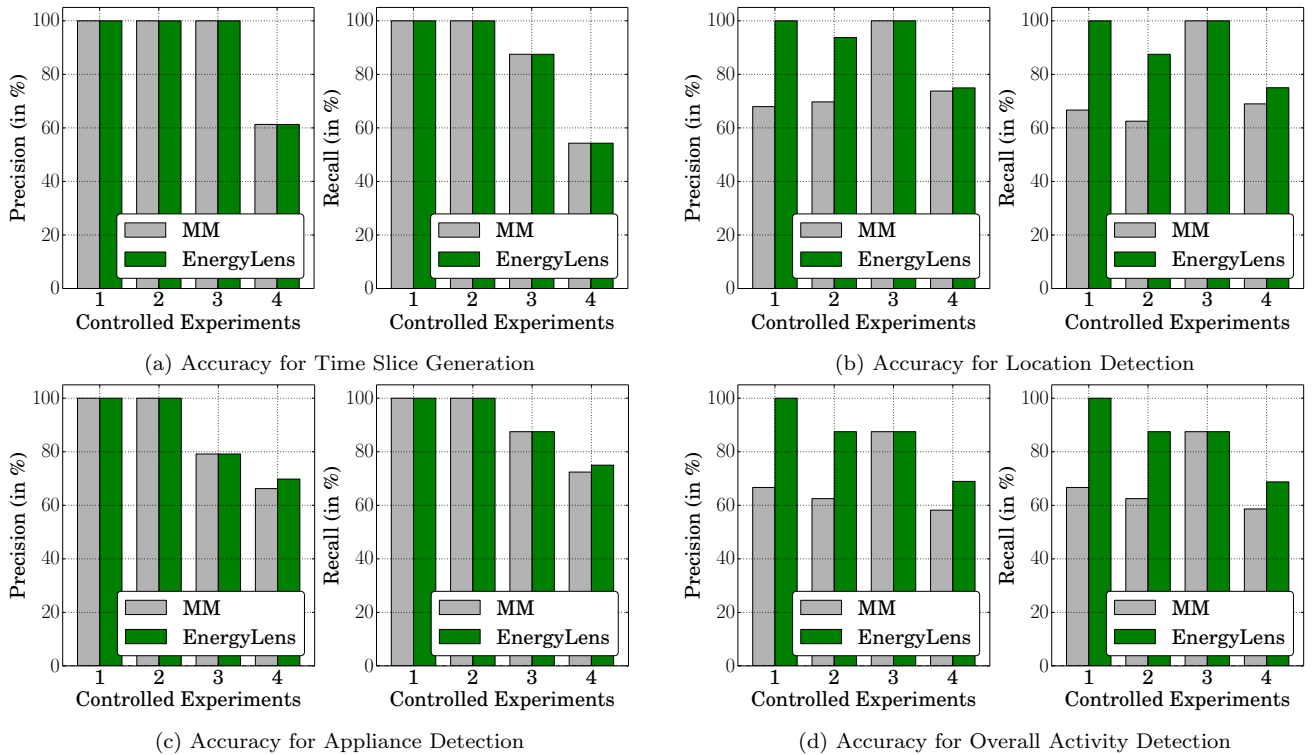 Precision (in %)
100
80
60
40
20
0
MM
EnergyLens
1 2 3 4
Controlled Experiments
Recall (in %)
100
80
60
40
20
0
MM
EnergyLens
1 2 3 4
Controlled Experiments
(a) Accuracy for Time Slice Generation
Precision (in %)
100
80
60
40
20
0
MM
EnergyLens
1 2 3 4
Controlled Experiments
Recall (in %)
100
80
60
40
20
0
MM
EnergyLens
1 2 3 4
Controlled Experiments
(b) Accuracy for Location Detection
Precision (in %)
100
80
60
40
20
0
MM
EnergyLens
1 2 3 4
Controlled Experiments
Recall (in %)
100
80
60
40
20
0
MM
EnergyLens
1 2 3 4
Controlled Experiments
(c) Accuracy for Appliance Detection
Precision (in %)
100
80
60
40
20
0
MM
EnergyLens
1 2 3 4
Controlled Experiments
Recall (in %)
100
80
60
40
20
0
MM
EnergyLens
1 2 3 4
Controlled Experiments
(d) Accuracy for Overall Activity Detection